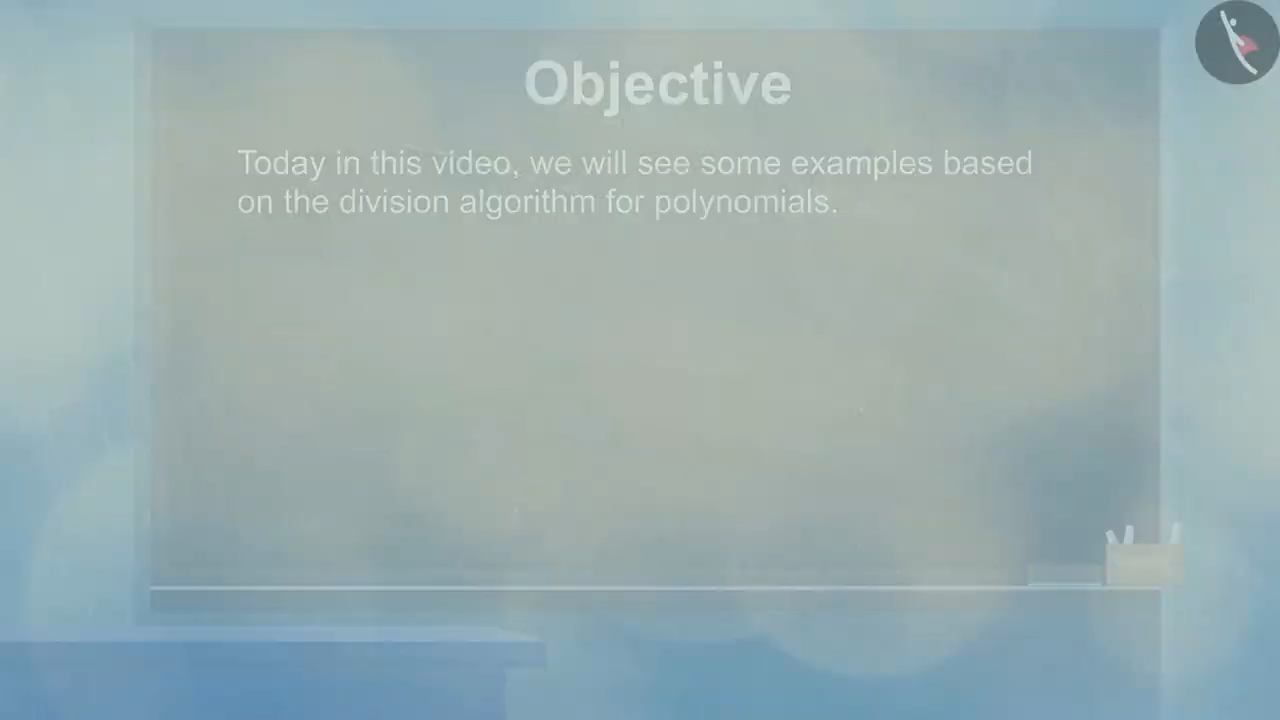 Objective
Today in this video, we will see some examples based
on the division algorithm for polynomials.